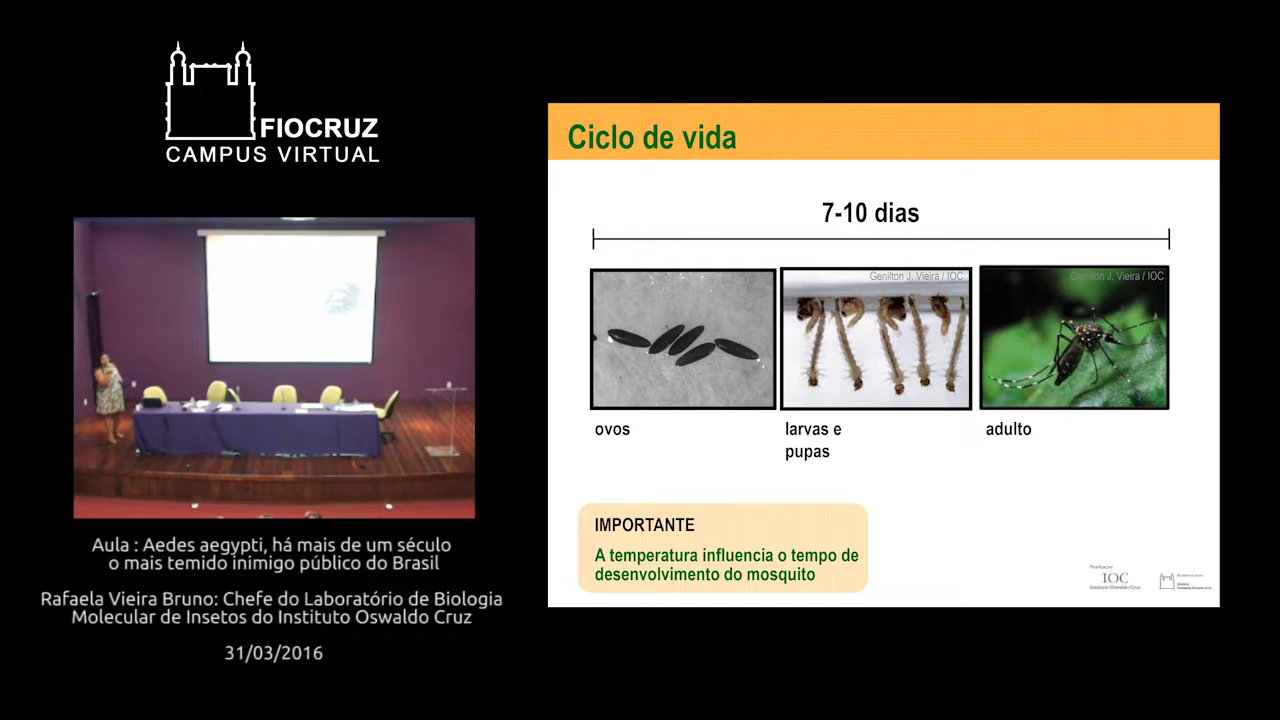 FIOCRUZ
CAMPUS VIRTUAL
Aula : Aedes aegypti, há mais de um século
o mais temido inimigo público do Brasil
Rafaela Vieira Bruno: Chefe do Laboratório de Biologia
Molecular de Insetos do Instituto Oswaldo Cruz
31/03/2016
Ciclo de vida
7-10 dias
Genilton J. Vieira / IOC
Genilton J. Vieira / IOC
ovos
larvas e
pupas
adulto
IMPORTANTE
A temperatura influencia o tempo de
desenvolvimento do mosquito
IOC
Instituto Oswaldo Cruz